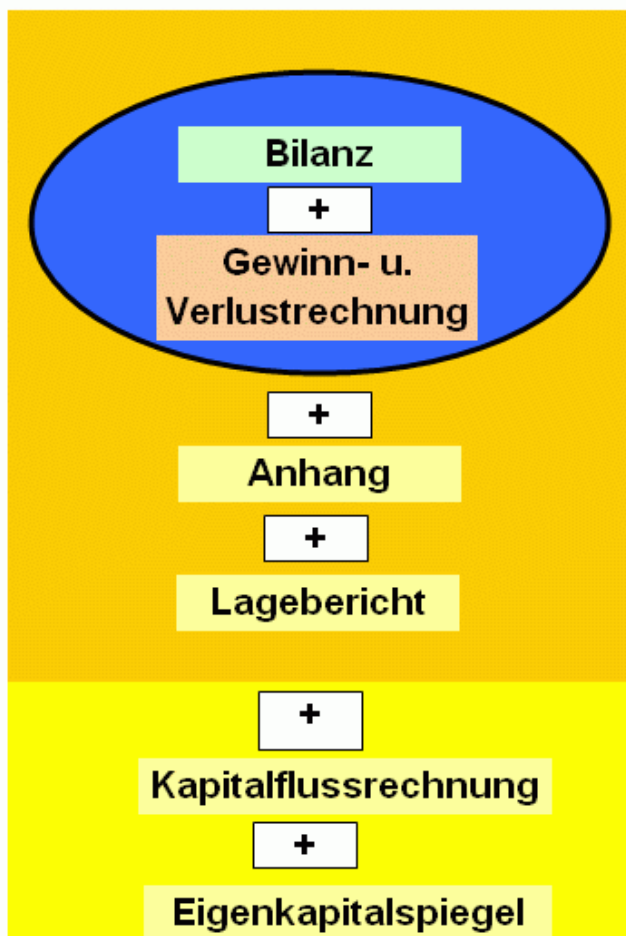 Bilanz
+
Gewinn- u.
Verlustrechnung
+
Anhang
+
Lagebericht
+
Kapitalflussrechnung
+
Eigenkapitalspiegel